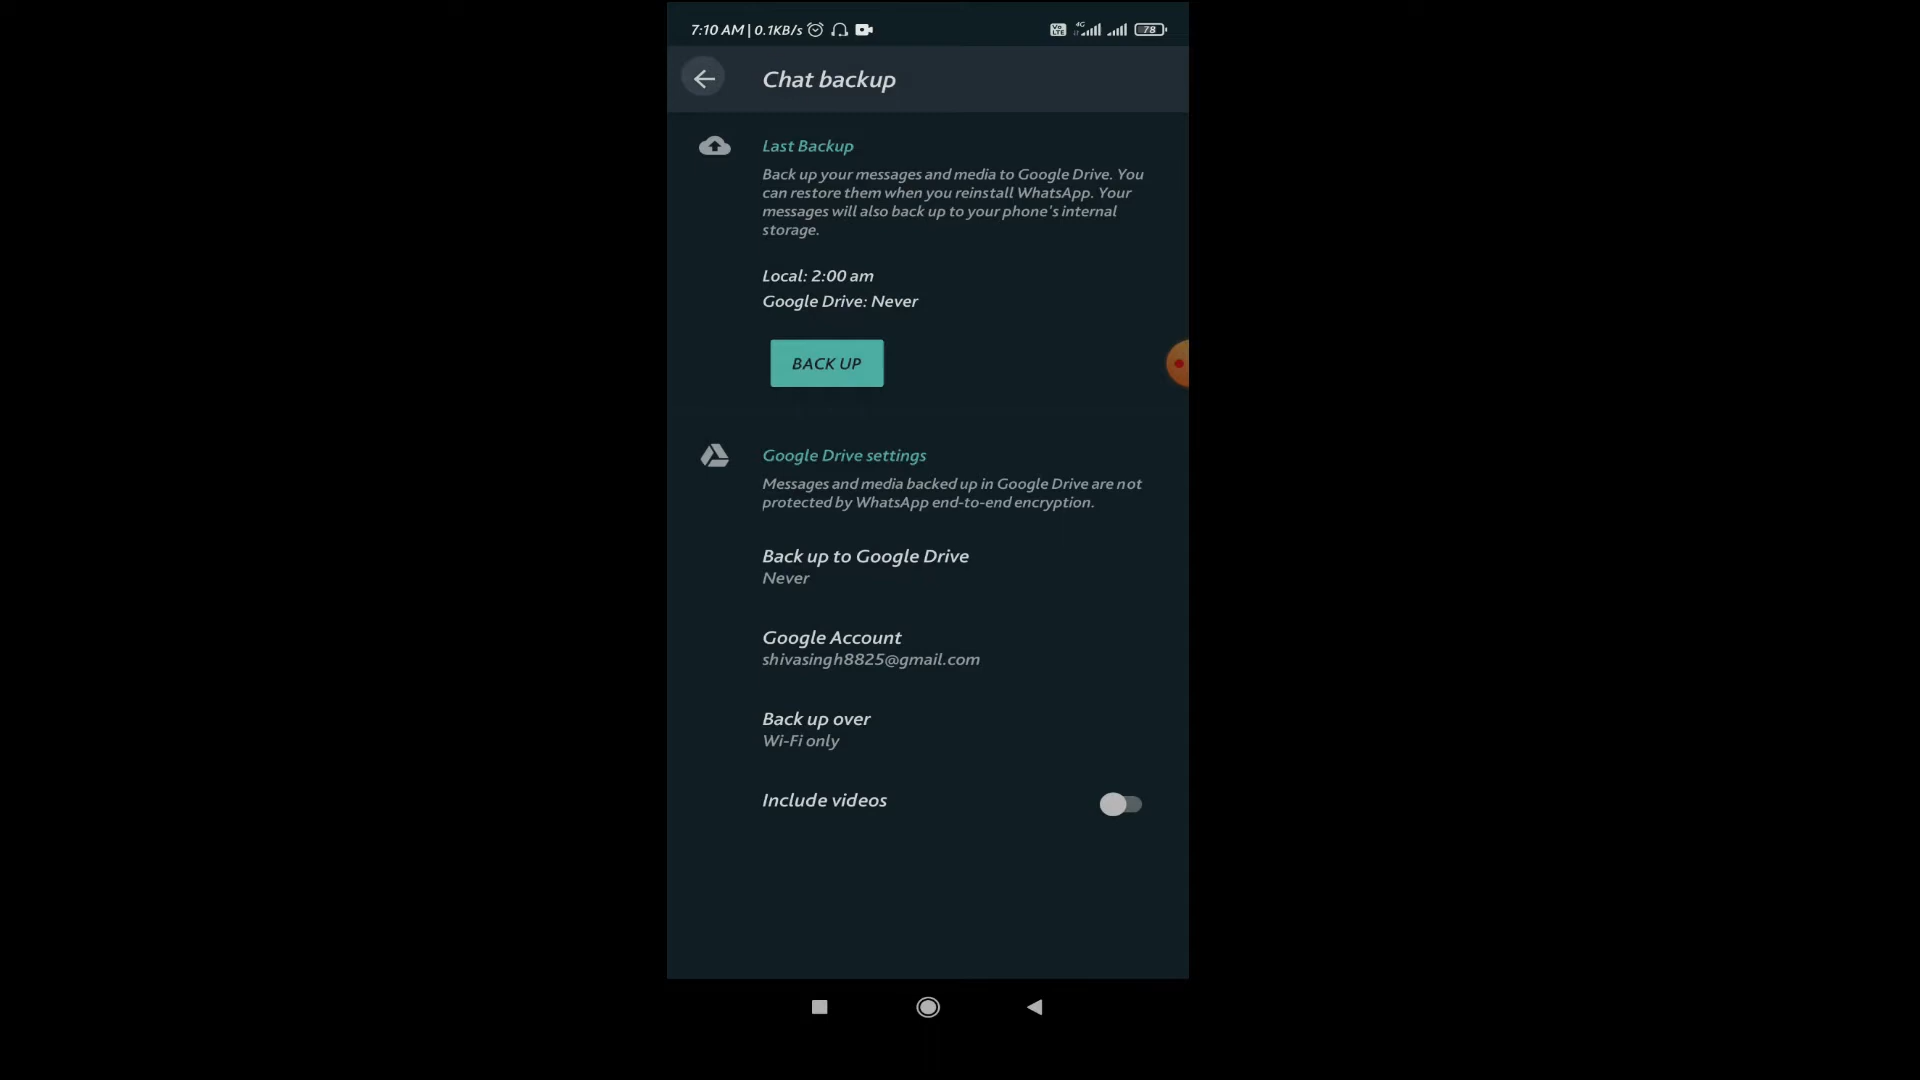 7:10 AM | 0.1KB/s Vo LTE 4G 78
Chat backup
Last Backup
Back up your messages and media to Google Drive. You
can restore them when you reinstall WhatsApp. Your
messages will also back up to your phone's internal
storage.
Local: 2:00 am
Google Drive: Never
BACK UP
Google Drive settings
Messages and media backed up in Google Drive are not
protected by WhatsApp end-to-end encryption.
Back up to Google Drive
Never
Google Account
shivasingh8825@gmail.com
Back up over
Wi-Fi only
Include videos